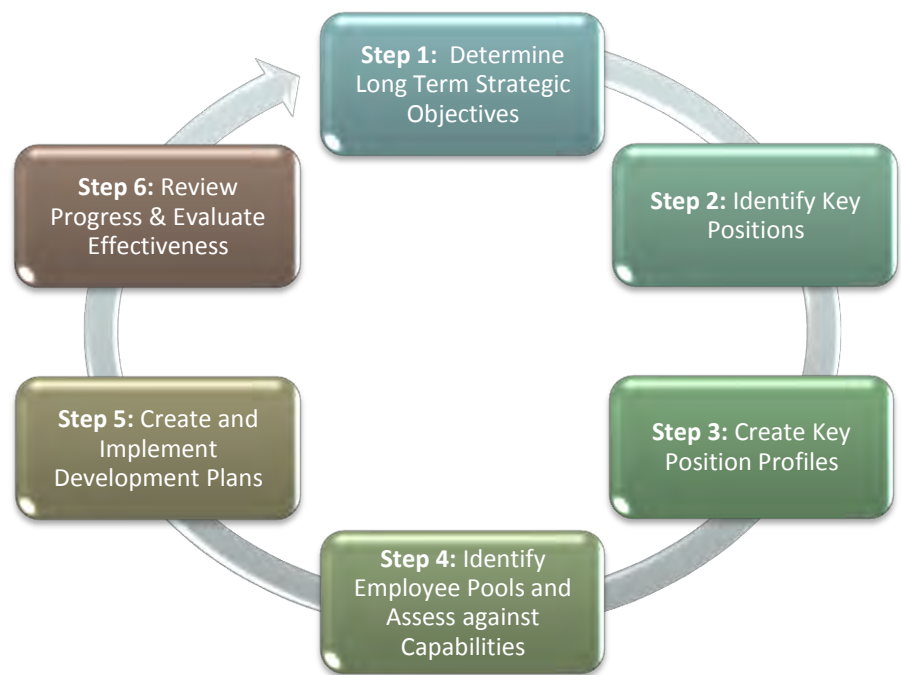 Step 1: Determine
Long Term Strategic
Objectives
Step 2: Identify Key
Positions
Step 3: Create Key
Position Profiles
Step 4: Identify
Employee Pools and
Assess against
Capabilities
Step 5: Create and
Implement
Development Plans
Step 6: Review
Progress & Evaluate
Effectiveness